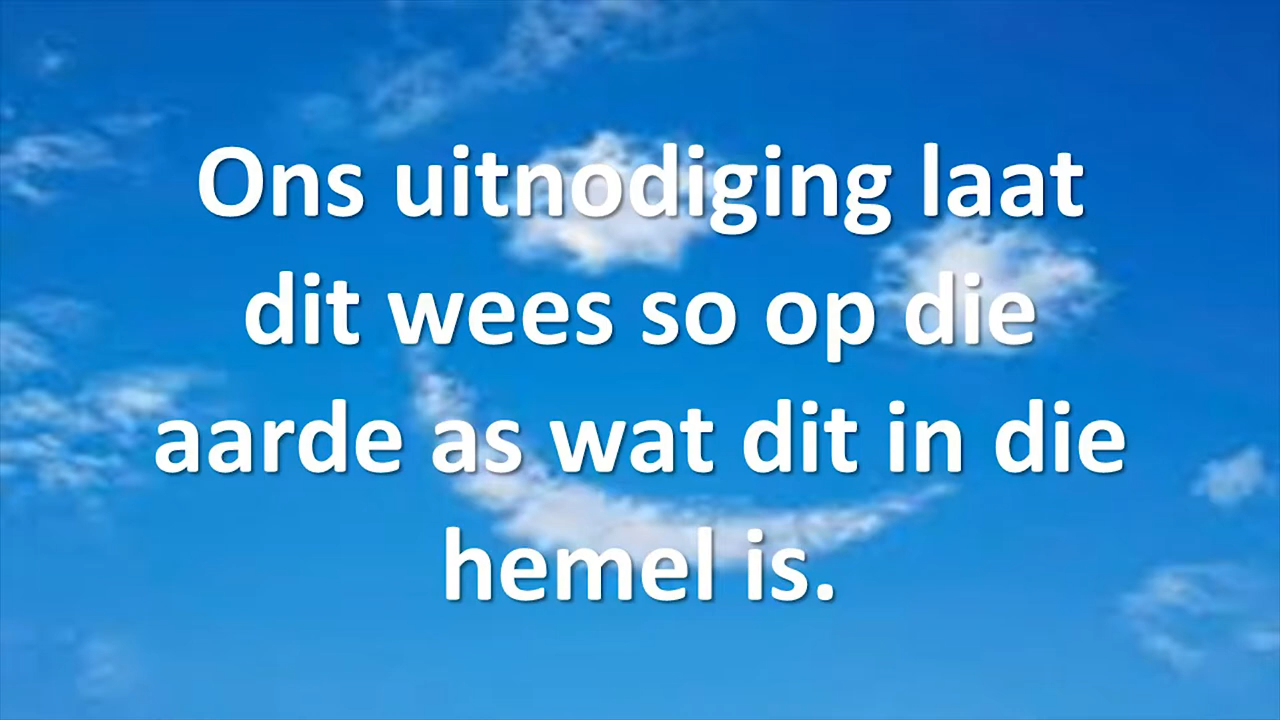 Ons uitnodiging laat
dit wees so op die
aarde as wat dit in die
hemel is.